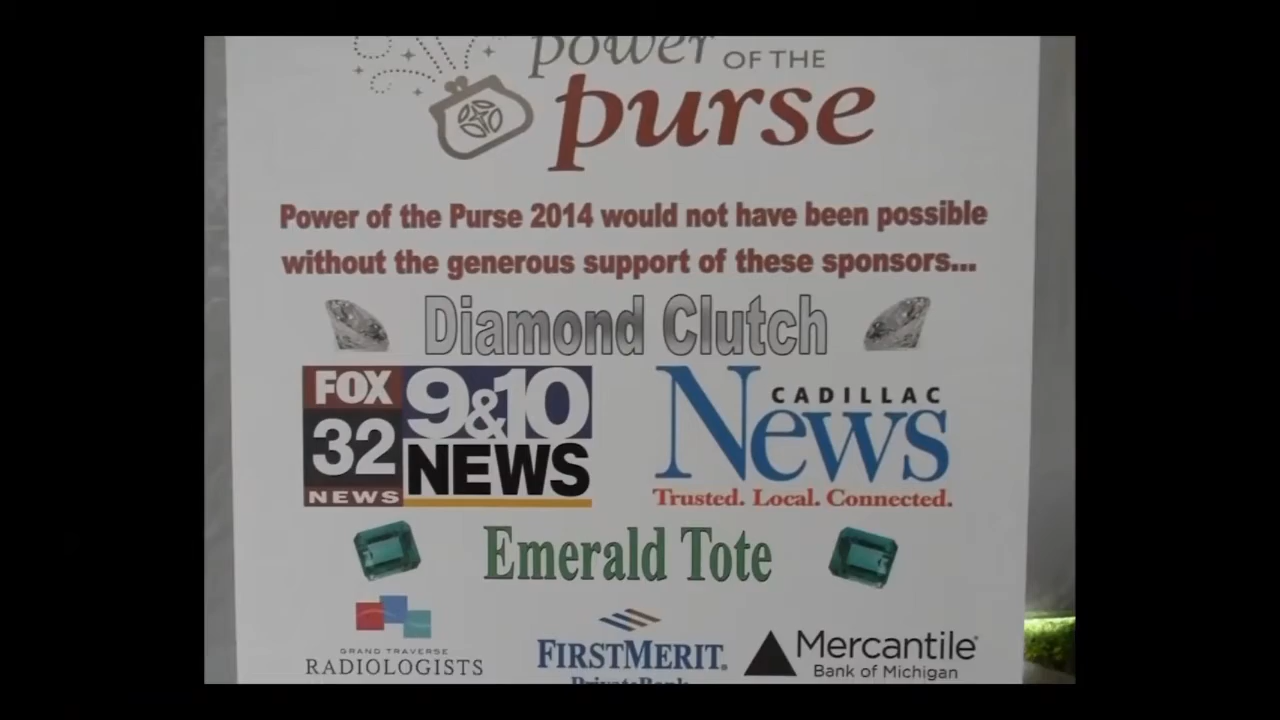 power OF THE
purse
Power of the Purse 2014 would not have been possible
without the generous support of these sponsors...
Diamond Clutch
FOX
32
NEWS
9&10
NEWS
CADILLAC
News
Trusted. Local. Connected.
Emerald Tote
GRAND TRAVERSE
RADIOLOGISTS
FIRSTMERIT®
PrivateBank
Mercantile®
Bank of Michigan